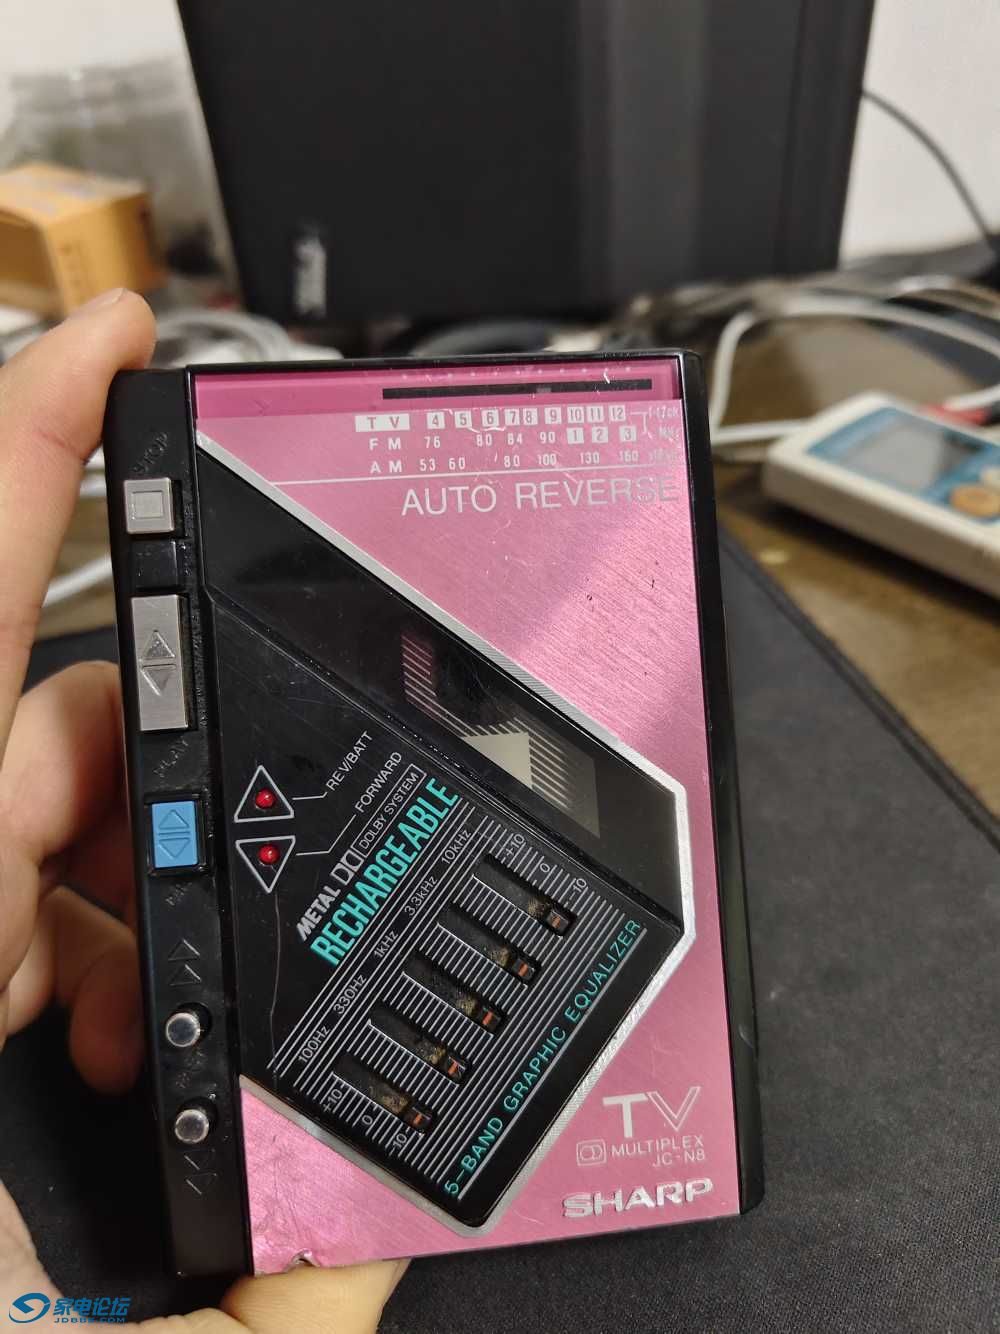 TV 4 5 6 7 8 9 10 11 12
FM 76 80 84 90 1 2 3
AM 53 60 80 100 130 160
AUTO REVERSE
STOP
PLAY
REV/BATT
FORWARD
METAL DOLBY SYSTEM
RECHARGEABLE
100Hz 330Hz 1kHz 3.3kHz 10kHz
+10 0 -10
+10 0 -10
5-BAND GRAPHIC EQUALIZER
TV
MULTIPLEX
JC-N8
SHARP
家电论坛
JDBBS.COM